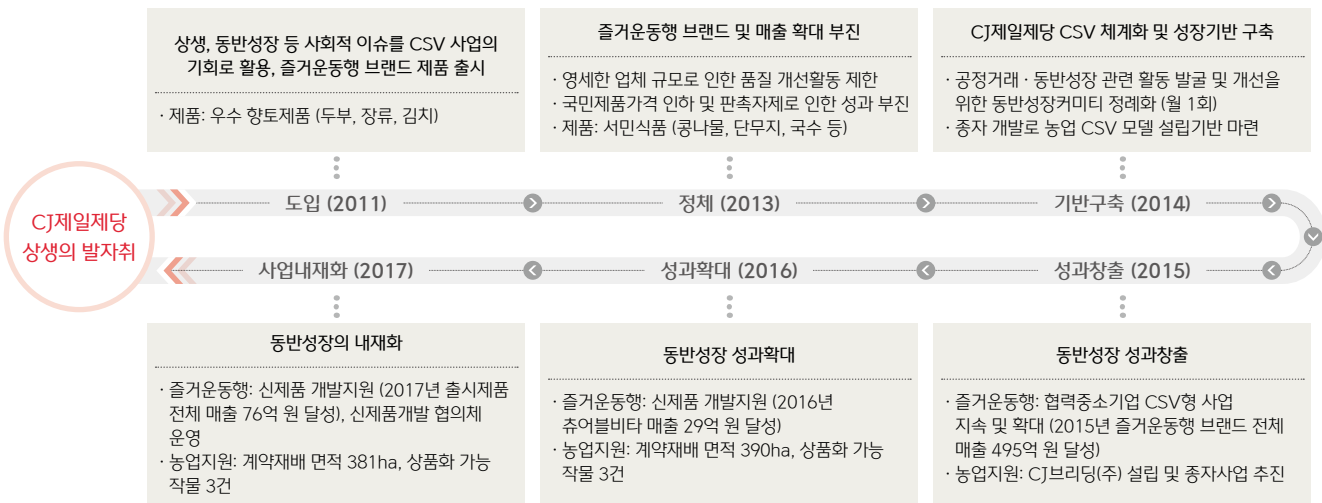 상생, 동반성장 등 사회적 이슈를 CSV 사업의
기회로 활용, 즐거운동행 브랜드 제품 출시
· 제품: 우수 향토제품 (두부, 장류, 김치)
즐거운동행 브랜드 및 매출 확대 부진
· 영세한 업체 규모로 인한 품질 개선활동 제한
· 국민제품가격 인하 및 판촉자제로 인한 성과 부진
· 제품: 서민식품 (콩나물, 단무지, 국수 등)
CJ제일제당 CSV 체계화 및 성장기반 구축
· 공정거래 · 동반성장 관련 활동 발굴 및 개선을
위한 동반성장커미티 정례화 (월 1회)
· 종자 개발로 농업 CSV 모델 설립기반 마련
CJ제일제당
상생의 발자취
도입 (2011)
정체 (2013)
기반구축 (2014)
사업내재화 (2017)
성과확대 (2016)
성과창출 (2015)
동반성장의 내재화
· 즐거운동행: 신제품 개발지원 (2017년 출시제품
전체 매출 76억 원 달성), 신제품개발 협의체
운영
· 농업지원: 계약재배 면적 381ha, 상품화 가능
작물 3건
동반성장 성과확대
· 즐거운동행: 신제품 개발지원 (2016년
츄어블비타 매출 29억 원 달성)
· 농업지원: 계약재배 면적 390ha, 상품화 가능
작물 3건
동반성장 성과창출
· 즐거운동행: 협력중소기업 CSV형 사업
지속 및 확대 (2015년 즐거운동행 브랜드 전체
매출 495억 원 달성)
· 농업지원: CJ브리딩(주) 설립 및 종자사업 추진